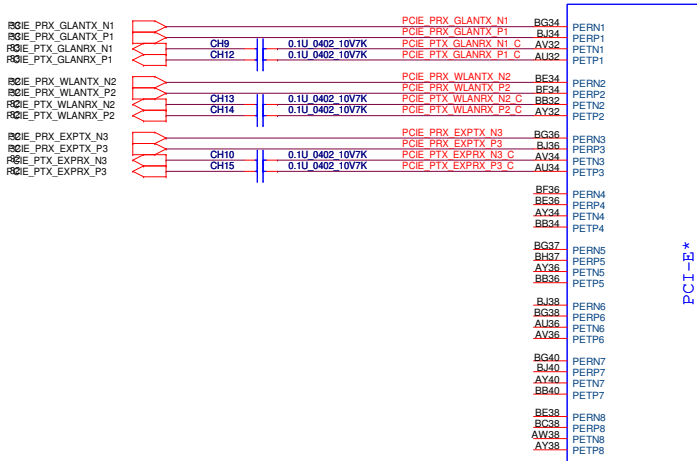 PCIE_PRX_GLANTX_N1 PCIE_PRX_GLANTX_N1 BG34 PERN1
PCIE_PRX_GLANTX_P1 PCIE_PRX_GLANTX_P1 BJ34 PERP1
PCIE_PTX_GLANRX_N1 CH9 0.1U_0402_10V7K PCIE_PTX_GLANRX_N1_C AV32 PETN1
PCIE_PTX_GLANRX_P1 CH12 0.1U_0402_10V7K PCIE_PTX_GLANRX_P1_C AU32 PETP1
PCIE_PRX_WLANTX_N2 PCIE_PRX_WLANTX_N2 BE34 PERN2
PCIE_PRX_WLANTX_P2 PCIE_PRX_WLANTX_P2 BF34 PERP2
PCIE_PTX_WLANRX_N2 CH13 0.1U_0402_10V7K PCIE_PTX_WLANRX_N2_C BB32 PETN2
PCIE_PTX_WLANRX_P2 CH14 0.1U_0402_10V7K PCIE_PTX_WLANRX_P2_C AY32 PETP2
PCIE_PRX_EXPTX_N3 PCIE_PRX_EXPTX_N3 BG36 PERN3
PCIE_PRX_EXPTX_P3 PCIE_PRX_EXPTX_P3 BJ36 PERP3
PCIE_PTX_EXPRX_N3 CH10 0.1U_0402_10V7K PCIE_PTX_EXPRX_N3_C AV34 PETN3
PCIE_PTX_EXPRX_P3 CH15 0.1U_0402_10V7K PCIE_PTX_EXPRX_P3_C AU34 PETP3
BF36 PERN4
BE36 PERP4
AY34 PETN4
BB34 PETP4
BG37 PERN5
BH37 PERP5
AY36 PETN5
BB36 PETP5
BJ38 PERN6
BG38 PERP6
AU36 PETN6
AV36 PETP6
BG40 PERN7
BJ40 PERP7
AY40 PETN7
BB40 PETP7
BE38 PERN8
BC38 PERP8
AW38 PETN8
AY38 PETP8
PCI-E*